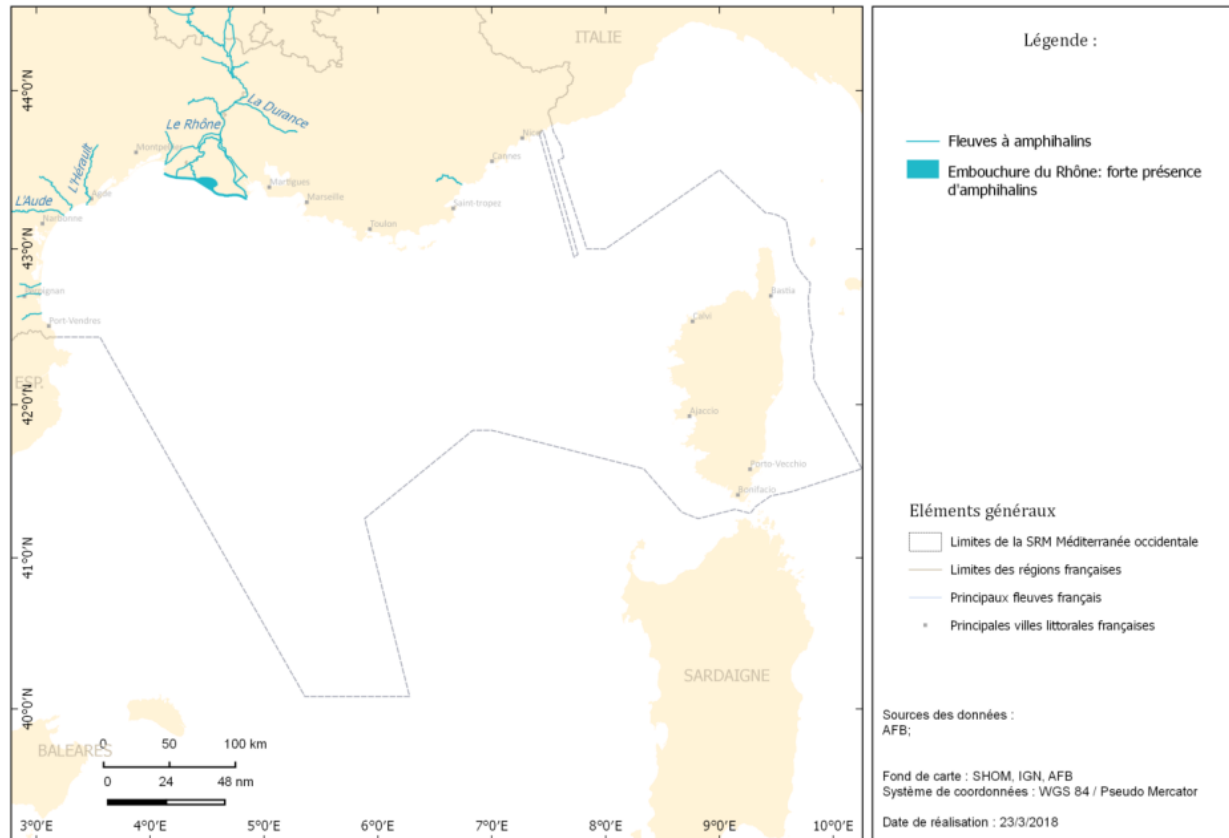 ITALIE
44°0'N
La Durance
Le Rhône
Nice
Montpellier
Cannes
L'Hérault
Martigues
Agde
L'Aude
Marseille
Saint-tropez
Narbonne
Toulon
43°0'N
Perpignan
Bastia
Port-Vendres
Calvi
ESP.
42°0'N
Ajaccio
Porto-Vecchio
Bonifacio
41°0'N
SARDAIGNE
40°0'N
BALEARES
0 50 100 km
0 24 48 nm
3°0'E 4°0'E 5°0'E 6°0'E 7°0'E 8°0'E 9°0'E 10°0'E
Légende :
Fleuves à amphihalins
Embouchure du Rhône: forte présence
d'amphihalins
Eléments généraux
Limites de la SRM Méditerranée occidentale
Limites des régions françaises
Principaux fleuves français
Principales villes littorales françaises
Sources des données :
AFB;
Fond de carte : SHOM, IGN, AFB
Système de coordonnées : WGS 84 / Pseudo Mercator
Date de réalisation : 23/3/2018